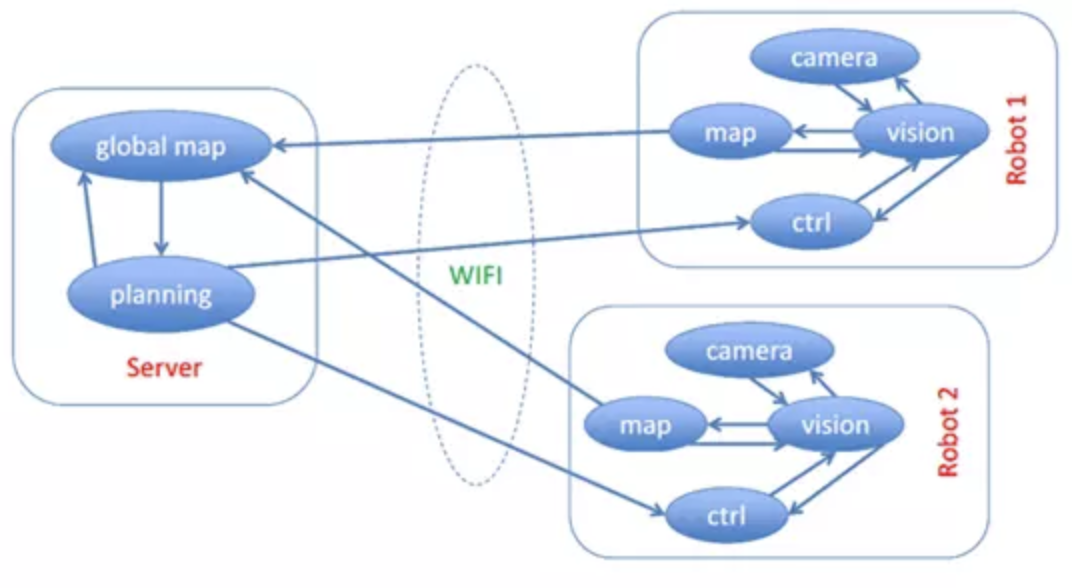 global map
planning
Server
WIFI
camera
map
vision
ctrl
Robot 1
camera
map
vision
ctrl
Robot 2